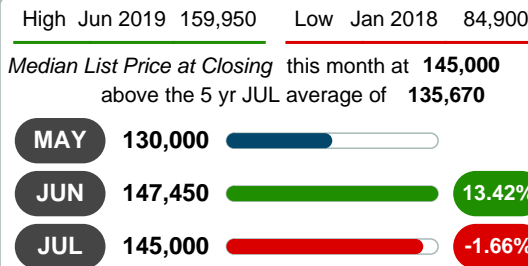 High Jun 2019 159,950 Low Jan 2018 84,900
Median List Price at Closing this month at 145,000
above the 5 yr JUL average of 135,670
MAY 130,000
JUN 147,450 13.42%
JUL 145,000 -1.66%